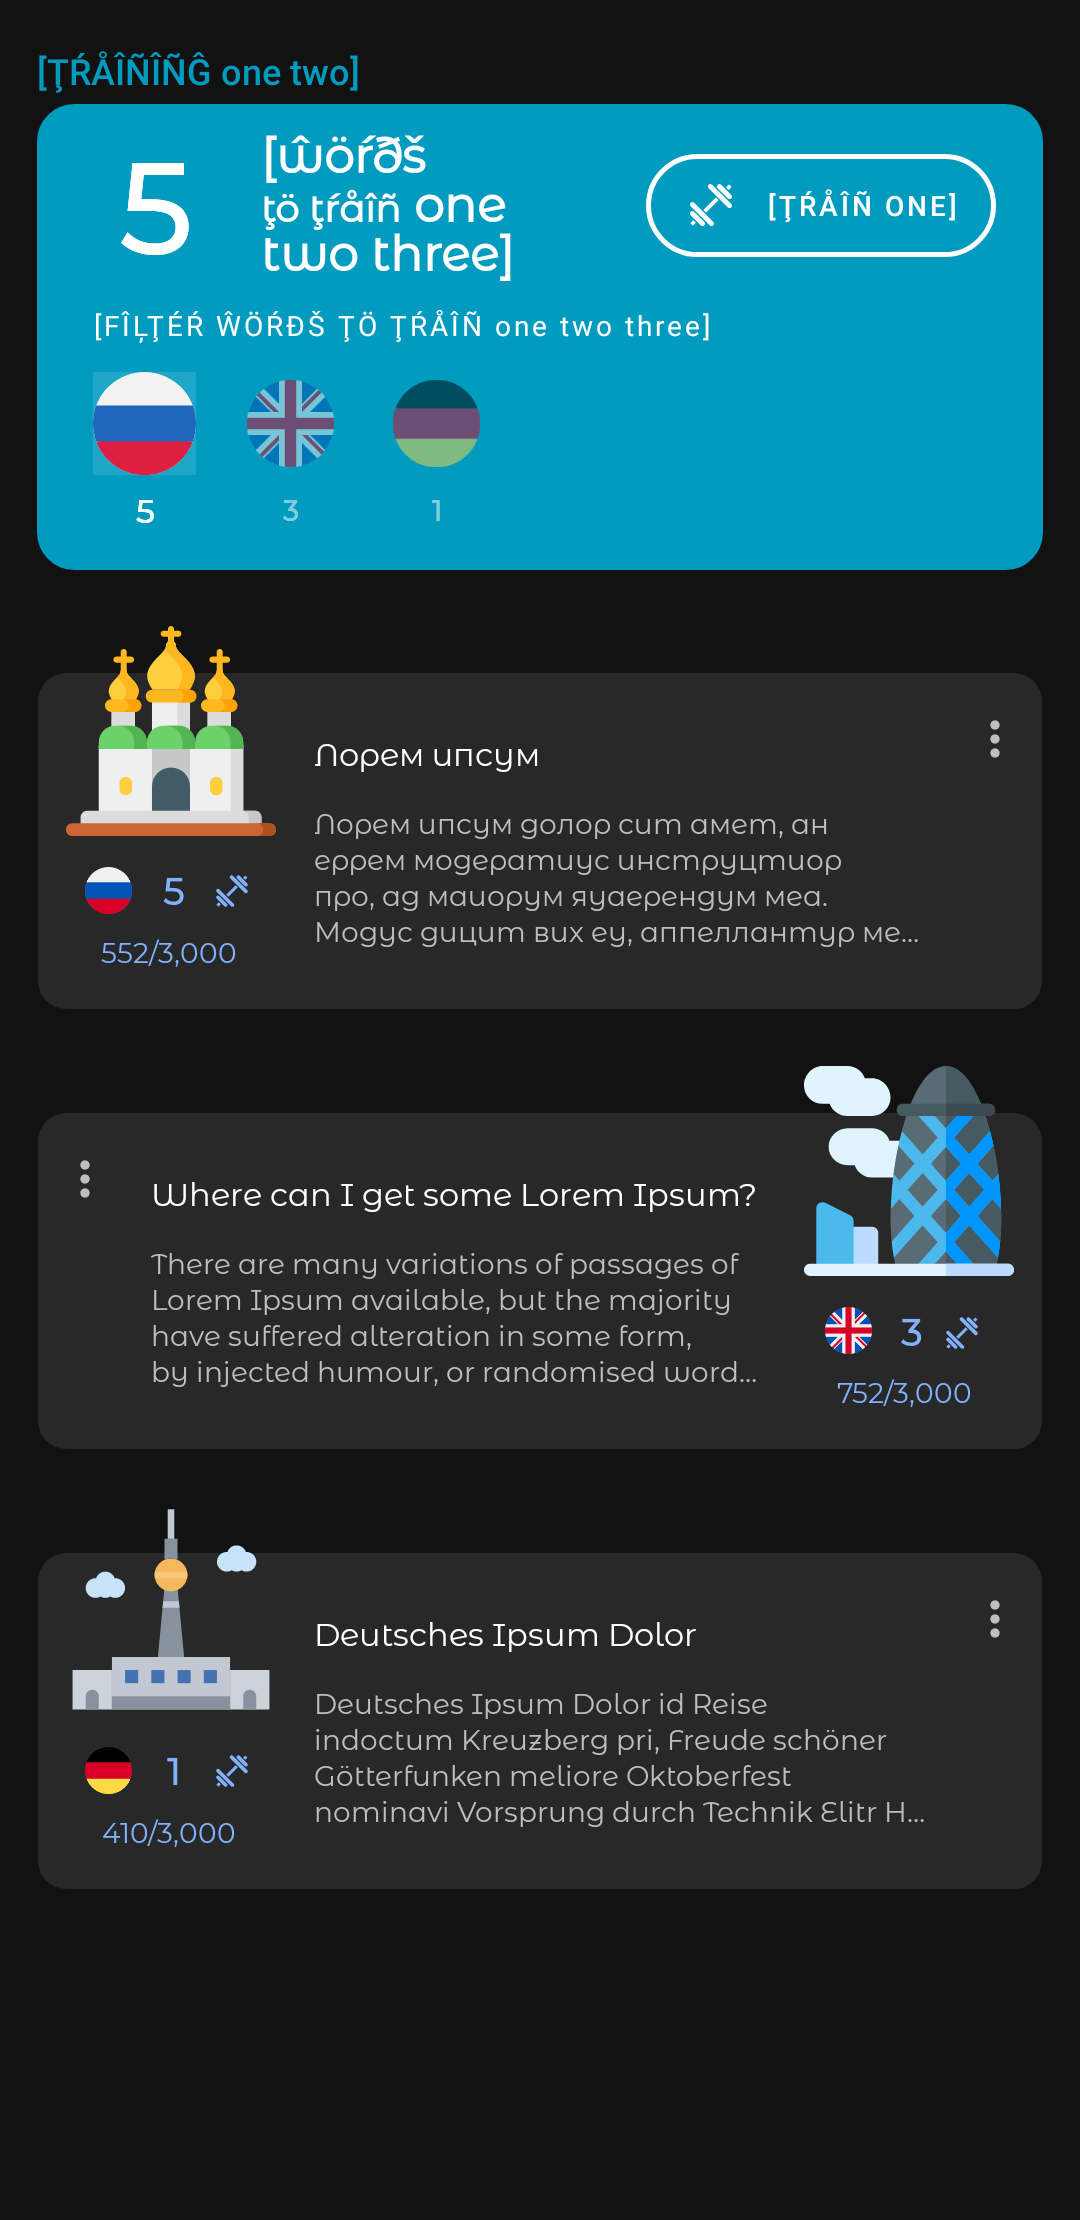 [ŢŔÅÎÑÎÑĜ one two]
5
[ŵöŕðš
ţö ţŕåîñ one
two three]
[ŢŔÅÎÑ ONE]
[FÎĻŢÉŔ ŴÖŔÐŠ ŢÖ ŢŔÅÎÑ one two three]
5 3 1
Лорем ипсум
Лорем ипсум долор сит амет, ан
еррем модератиус инструцтиор
про, ад маиорум яуаерендум меа.
Модус дицит вих еу, аппеллантур ме...
5
552/3,000
Where can I get some Lorem Ipsum?
There are many variations of passages of
Lorem Ipsum available, but the majority
have suffered alteration in some form,
by injected humour, or randomised word...
3
752/3,000
Deutsches Ipsum Dolor
Deutsches Ipsum Dolor id Reise
indoctum Kreuzberg pri, Freude schöner
Götterfunken meliore Oktoberfest
nominavi Vorsprung durch Technik Elitr H...
1
410/3,000